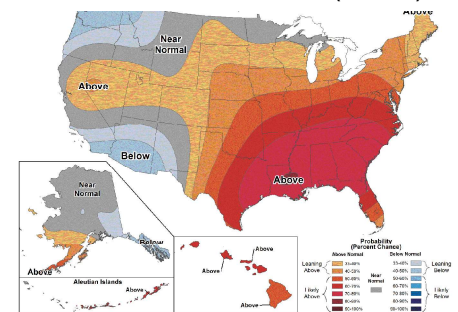 Above
Near
Normal
Above
Below
Above
Near
Normal
Below
Above
Aleutian Islands
Above
Above
Above
Above
Probability
(Percent Chance)
Above Normal
Below Normal
Leaning
Above
Likely
Above
Near
Normal
Leaning
Below
Likely
Below
33-40%
40-50%
50-60%
60-70%
70-80%
80-90%
90-100%
33-40%
40-50%
50-60%
60-70%
70-80%
80-90%
90-100%